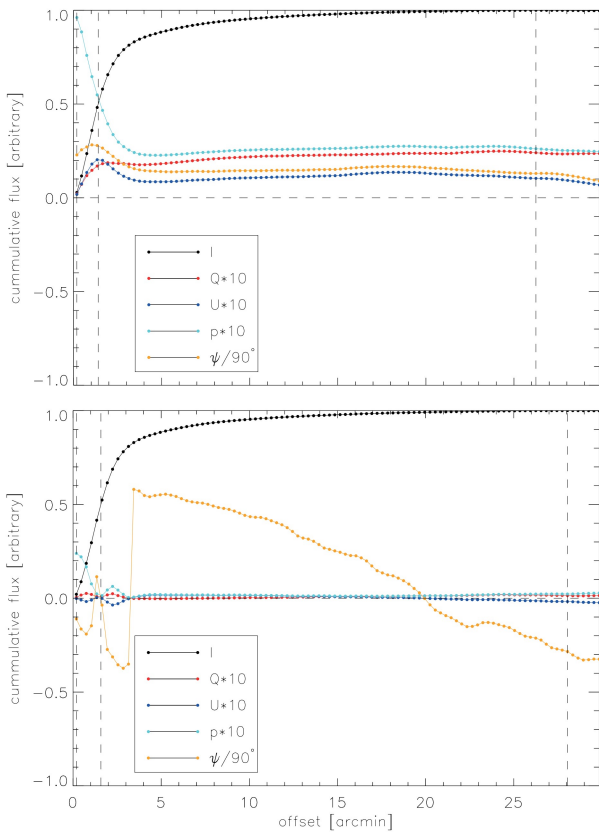 1.0
0.5
0.0
−0.5
−1.0
cummulative flux [arbitrary]
I
Q*10
U*10
p*10
ψ/90°
1.0
0.5
0.0
−0.5
−1.0
cummulative flux [arbitrary]
I
Q*10
U*10
p*10
ψ/90°
0 5 10 15 20 25
offset [arcmin]